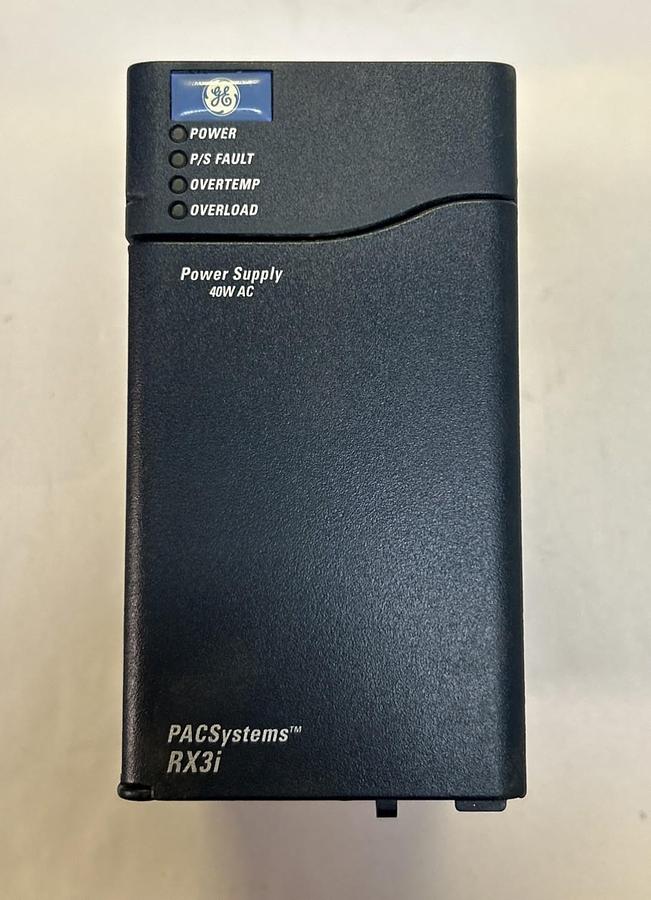 GE
POWER
P/S FAULT
OVERTEMP
OVERLOAD
Power Supply
40W AC
PACSystems™
RX3i